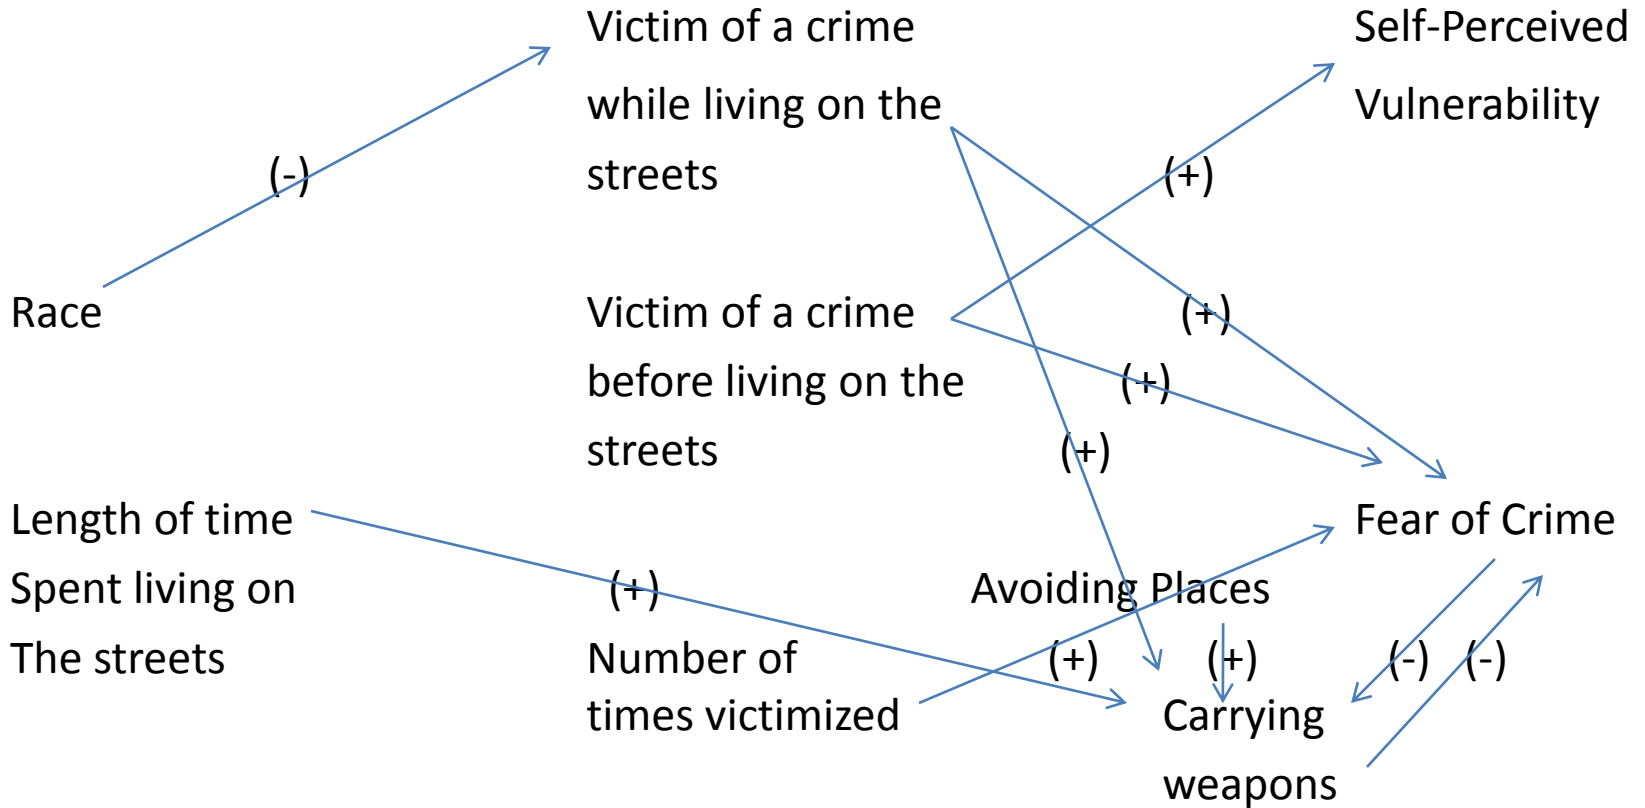 Victim of a crime
while living on the
streets
Self-Perceived
Vulnerability
(-)
(+)
Race
Victim of a crime
before living on the
streets
(+)
(+)
(+)
Length of time
Spent living on
The streets
(+)
Fear of Crime
Avoiding Places
Number of
times victimized
(+)
(+)
(-)
(-)
Carrying
weapons